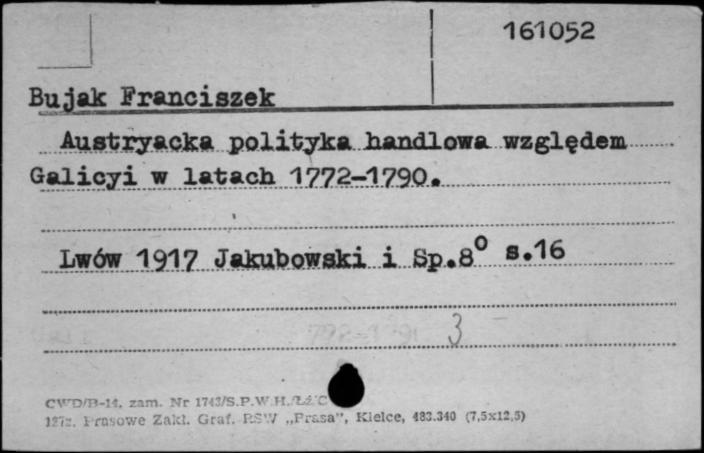 161052
Bujak Franciszek
Austryacka polityka handlowa względem
Galicyi w latach 1772-1790.
Lwów 1917 Jakubowski i Sp.8° s.16
3
CWD/B-14, zam. Nr 1743/S.P.W.H.
Prasowe Zakł. Graf. RSW „Prasa”, Kielce, 483.340 (7,5x12,5)